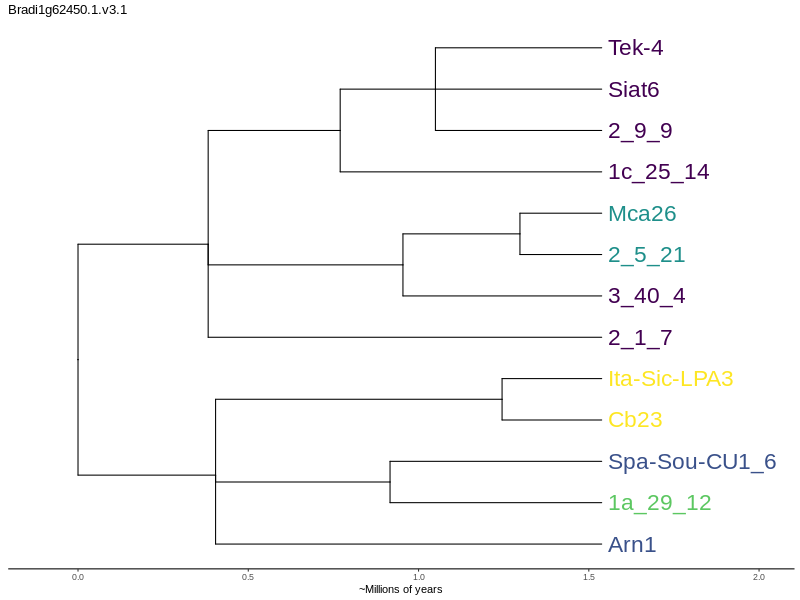 Bradi1g62450.1.v3.1
Tek-4
Siat6
2_9_9
1c_25_14
Mca26
2_5_21
3_40_4
2_1_7
Ita-Sic-LPA3
Cb23
Spa-Sou-CU1_6
1a_29_12
Arn1
0.0 0.5 1.0 1.5 2.0
~Millions of years